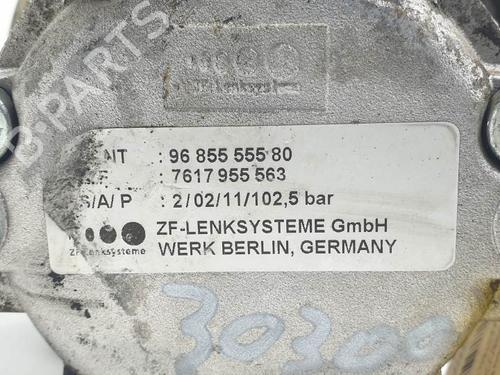 B-PARTS
: 96 855 555 80
: 7617 955 563
S/A/P : 2/02/11/102,5 bar
ZF-LENKSYSTEME GmbH
ZF-Lenksysteme WERK BERLIN, GERMANY
30300